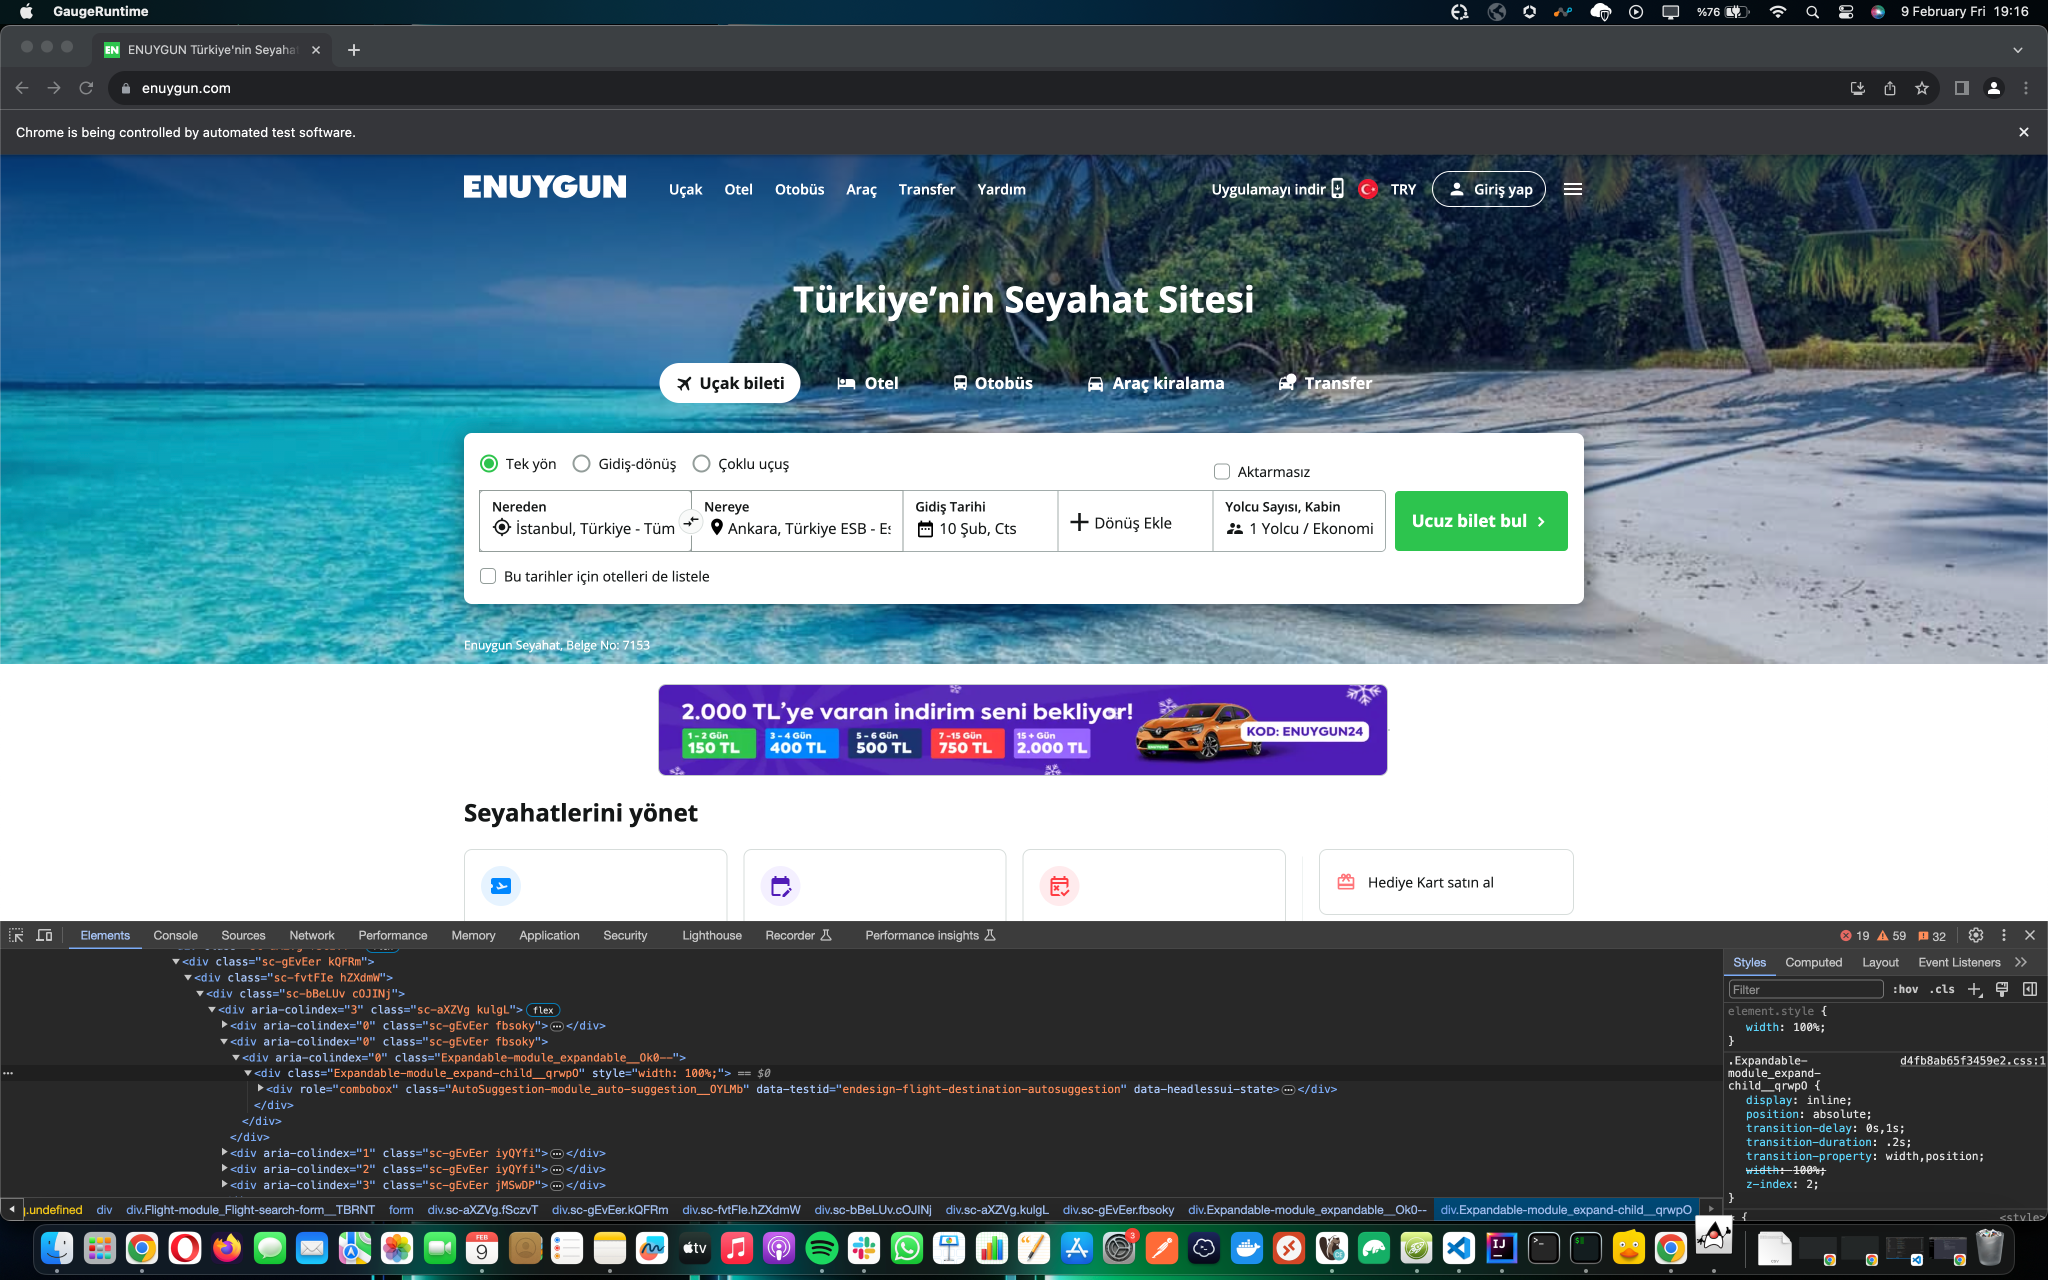 GaugeRuntime
%76
9 February Fri 19:16
EN ENUYGUN Türkiye'nin Seyahat
enuygun.com
Chrome is being controlled by automated test software.
ENUYGUN Uçak Otel Otobüs Araç Transfer Yardım Uygulamayı indir TRY Giriş yap
Türkiye’nin Seyahat Sitesi
Uçak bileti Otel Otobüs Araç kiralama Transfer
Tek yön Gidiş-dönüş Çoklu uçuş Aktarmasız
Nereden Nereye Gidiş Tarihi Yolcu Sayısı, Kabin
İstanbul, Türkiye - Tüm Ankara, Türkiye ESB - Es 10 Şub, Cts Dönüş Ekle 1 Yolcu / Ekonomi Ucuz bilet bul
Bu tarihler için otelleri de listele
Enuygun Seyahat, Belge No: 7153
2.000 TL’ye varan indirim seni bekliyor!
1 - 2 Gün 3 - 4 Gün 5 - 6 Gün 7 -15 Gün 15 + Gün
150 TL 400 TL 500 TL 750 TL 2.000 TL
KOD: ENUYGUN24
Seyahatlerini yönet
Hediye Kart satın al
Elements Console Sources Network Performance Memory Application Security Lighthouse Recorder Performance insights 19 59 32
<div class="sc-gEvEer kQFRm">
<div class="sc-fvtFIe hZXdmW">
<div class="sc-bBeLUv cOJINj">
<div aria-colindex="3" class="sc-aXZVg kulgL"> flex
<div aria-colindex="0" class="sc-gEvEer fbsoky">…</div>
<div aria-colindex="0" class="sc-gEvEer fbsoky">
<div aria-colindex="0" class="Expandable-module_expandable__Ok0--">
<div class="Expandable-module_expand-child__qrwpO" style="width: 100%;"> == $0
<div role="combobox" class="AutoSuggestion-module_auto-suggestion__OYLMb" data-testid="endesign-flight-destination-autosuggestion" data-headlessui-state>…</div>
</div>
</div>
</div>
<div aria-colindex="1" class="sc-gEvEer iyQYfi">…</div>
<div aria-colindex="2" class="sc-gEvEer iyQYfi">…</div>
<div aria-colindex="3" class="sc-gEvEer jMSwDP">…</div>
.undefined div div.Flight-module_Flight-search-form__TBRNT form div.sc-aXZVg.fSczvT div.sc-gEvEer.kQFRm div.sc-fvtFIe.hZXdmW div.sc-bBeLUv.cOJINj div.sc-aXZVg.kulgL div.sc-gEvEer.fbsoky div.Expandable-module_expandable__Ok0-- div.Expandable-module_expand-child__qrwpO
Styles Computed Layout Event Listeners
Filter :hov .cls
element.style {
width: 100%;
}
.Expandable- d4fb8ab65f3459e2.css:1
module_expand-
child__qrwpO {
display: inline;
position: absolute;
transition-delay: 0s,1s;
transition-duration: .2s;
transition-property: width,position;
width: 100%;
z-index: 2;
}
{ <style>
FEB
9
tv
3
IJ